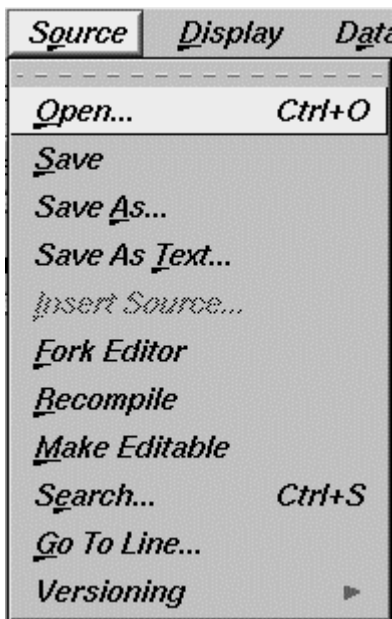 Source Display Data
Open... Ctrl+O
Save
Save As...
Save As Text...
Insert Source...
Fork Editor
Recompile
Make Editable
Search... Ctrl+S
Go To Line...
Versioning